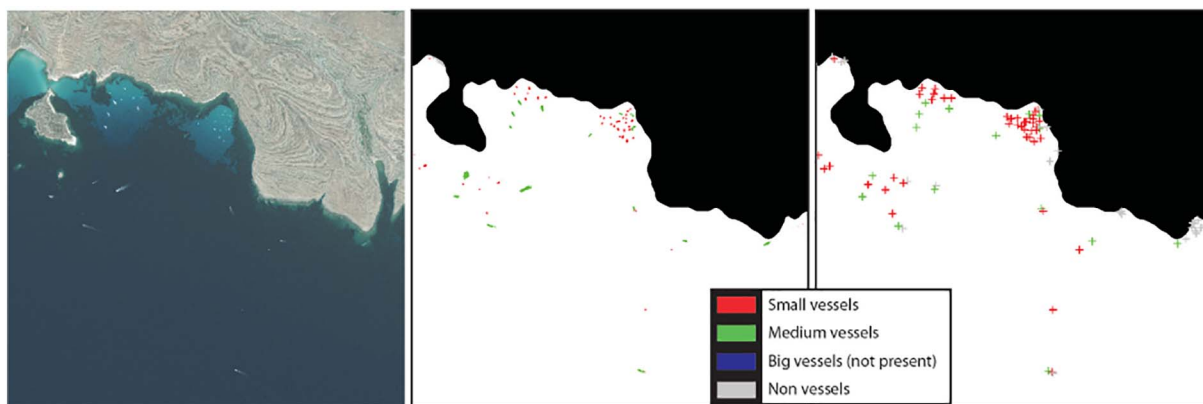 Small vessels
Medium vessels
Big vessels (not present)
Non vessels